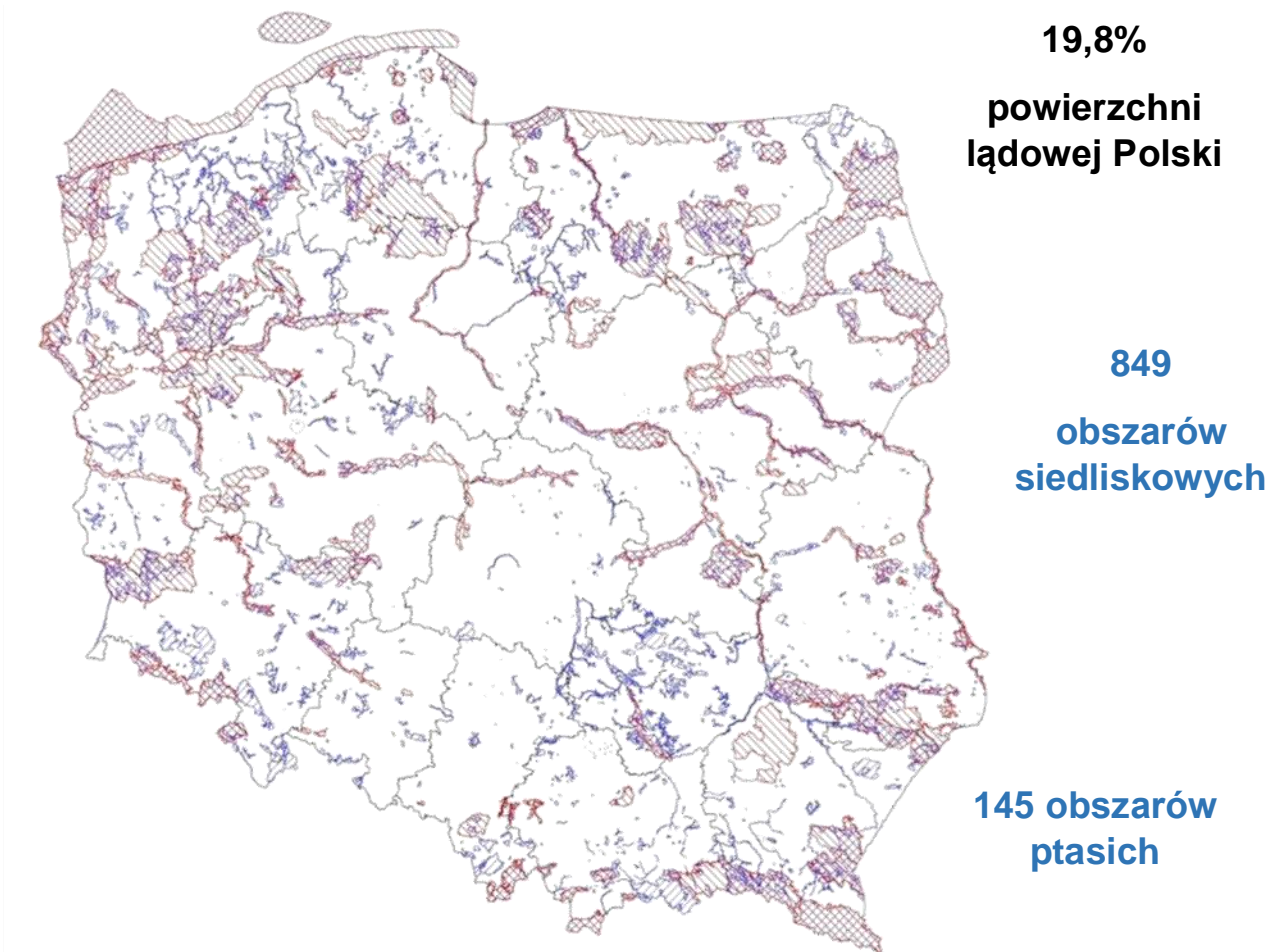 19,8%
powierzchni
lądowej Polski
849
obszarów
siedliskowych
145 obszarów
ptasich